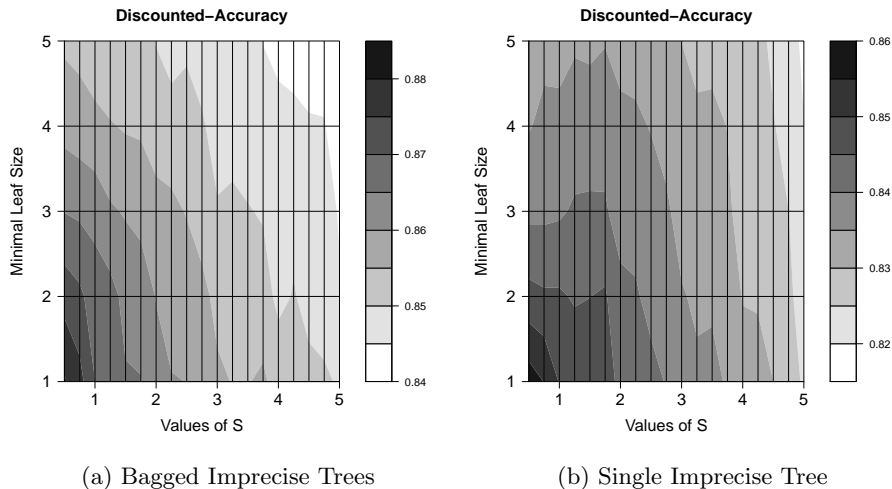 Discounted−Accuracy
5
4
3
2
1
Minimal Leaf Size
1 2 3 4 5
Values of S
0.88
0.87
0.86
0.85
0.84
(a) Bagged Imprecise Trees
Discounted−Accuracy
5
4
3
2
1
Minimal Leaf Size
1 2 3 4 5
Values of S
0.86
0.85
0.84
0.83
0.82
(b) Single Imprecise Tree